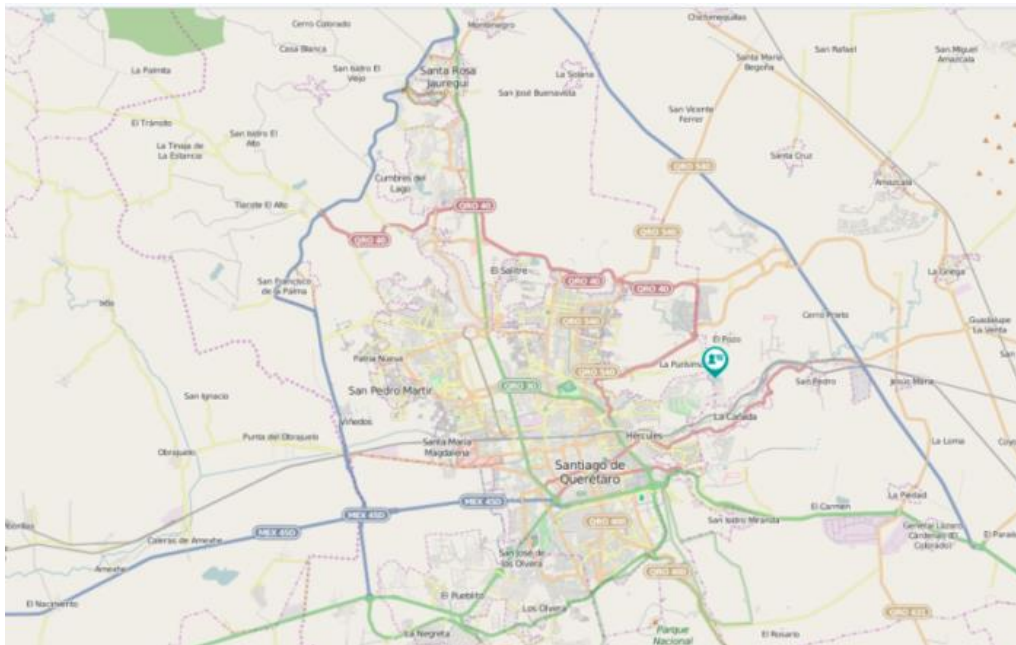 Cerro Colorado
Montenegro
Chichimequillas
Casa Blanca
Santa María
Begoña
San Rafael
San Miguel
Amazcala
La Palmita
San Isidro El
Viejo
Santa Rosa
Jauregui
La Solana
San José Buenavista
San Vicente
Ferrer
El Tránsito
San Isidro El
Alto
La Tinaja de
La Estancia
Santa Cruz
QRO 540
Cumbres del
Lago
Amazcala
Tlacote El Alto
QRO 40
QRO 40
QRO 540
El Salitre
San Francisco
de la Palma
QRO 40
QRO 40
La Griega
Ixtla
Cerro Prieto
Guadalupe
La Venta
El Pozo
Patria Nueva
La Purísima
QRO 540
San Pedro Martir
QRO 30
San Pedro
Jesús María
San Ignacio
La Cañada
Viñedos
Punta del Obrajuelo
Santa María
Magdalena
Hércules
La Loma
Obrajuelo
Santiago de
Querétaro
MEX 45D
MEX 45D
MEX 45D
La Piedad
El Carmen
San Isidro Miranda
QRO 400
General Lázaro
Cárdenas (El
Colorado)
Caleras de Ameche
San José de
los Olvera
Ameche
QRO 400
El Nacimiento
El Pueblito
Los Olvera
QRO 431
La Negreta
Parque
Nacional
El Rosario